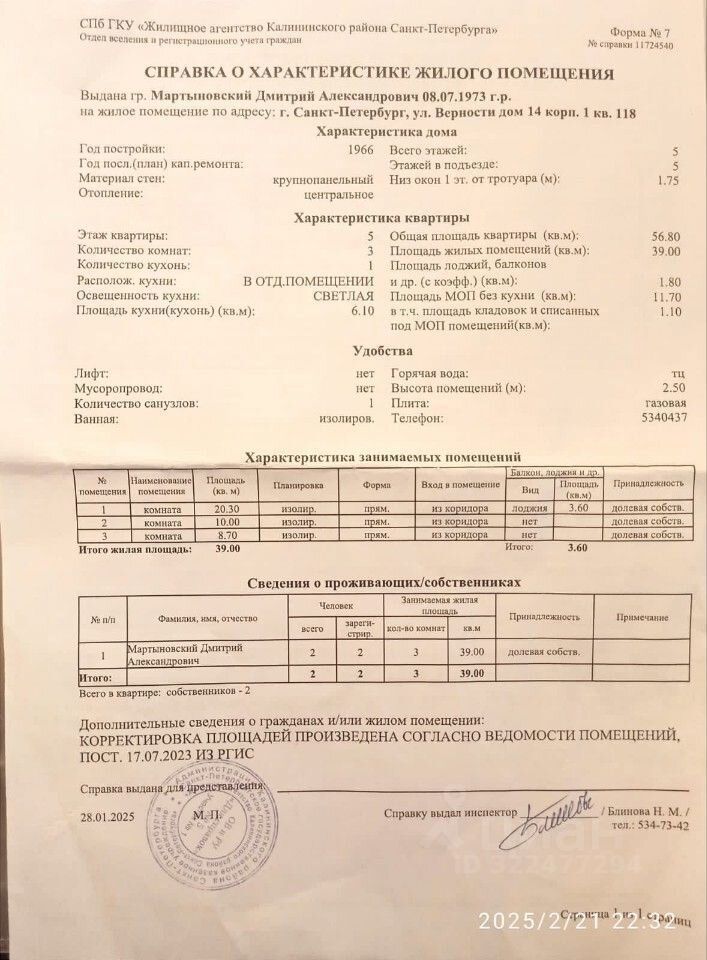 СПб ГКУ «Жилищное агентство Калининского района Санкт-Петербурга»
Отдел вселения и регистрационного учета граждан
Форма № 7
№ справки 11724540
СПРАВКА О ХАРАКТЕРИСТИКЕ ЖИЛОГО ПОМЕЩЕНИЯ
Выдана гр. Мартыновский Дмитрий Александрович 08.07.1973 г.р.
на жилое помещение по адресу: г. Санкт-Петербург, ул. Верности дом 14 корп. 1 кв. 118
Характеристика дома
Год постройки: 1966 Всего этажей: 5
Год посл.(план) кап.ремонта: Этажей в подъезде: 5
Материал стен: крупнопанельный Низ окон 1 эт. от тротуара (м): 1.75
Отопление: центральное
Характеристика квартиры
Этаж квартиры: 5 Общая площадь квартиры (кв.м): 56.80
Количество комнат: 3 Площадь жилых помещений (кв.м): 39.00
Количество кухонь: 1 Площадь лоджий, балконов
Располож. кухни: В ОТД.ПОМЕЩЕНИИ и др. (с коэфф.) (кв.м): 1.80
Освещенность кухни: СВЕТЛАЯ Площадь МОП без кухни (кв.м): 11.70
Площадь кухни(кухонь) (кв.м): 6.10 в т.ч. площадь кладовок и списанных 1.10
под МОП помещений(кв.м):
Удобства
Лифт: нет Горячая вода: тц
Мусоропровод: нет Высота помещений (м): 2.50
Количество санузлов: 1 Плита: газовая
Ванная: изолиров. Телефон: 5340437
Характеристика занимаемых помещений
№ помещения Наименование помещения Площадь (кв. м) Планировка Форма Вход в помещение Балкон, лоджия и др. Вид Площадь (кв.м) Принадлежность
1 комната 20.30 изолир. прям. из коридора лоджия 3.60 долевая собств.
2 комната 10.00 изолир. прям. из коридора нет долевая собств.
3 комната 8.70 изолир. прям. из коридора нет долевая собств.
Итого жилая площадь: 39.00 Итого: 3.60
Сведения о проживающих/собственниках
№ п/п Фамилия, имя, отчество Человек всего зареги-стрир. Занимаемая жилая площадь кол-во комнат кв.м Принадлежность Примечание
1 Мартыновский Дмитрий Александрович 2 2 3 39.00 долевая собств.
Итого: 2 2 3 39.00
Всего в квартире: собственников - 2
Дополнительные сведения о гражданах и/или жилом помещении:
КОРРЕКТИРОВКА ПЛОЩАДЕЙ ПРОИЗВЕДЕНА СОГЛАСНО ВЕДОМОСТИ ПОМЕЩЕНИЙ,
ПОСТ. 17.07.2023 ИЗ РГИС
Справка выдана для представления:
28.01.2025 М. П. Справку выдал инспектор / Блинова Н. М. /
тел.: 534-73-42
Страница 1 из 1 страниц
2025/2/21 22:32